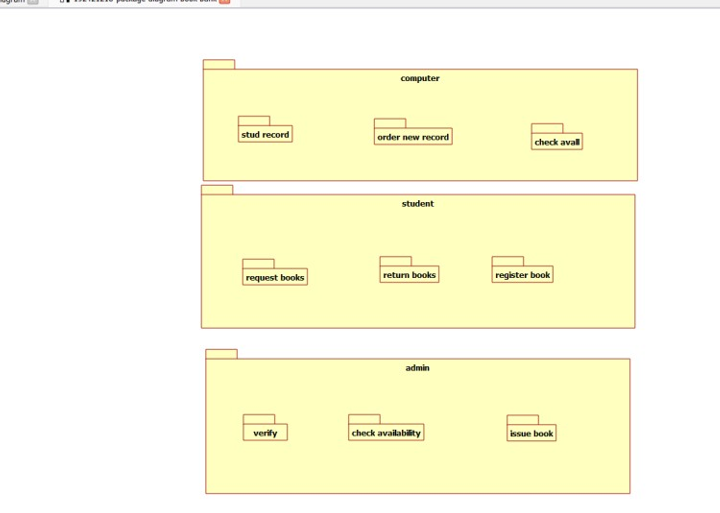 computer
stud record
order new record
check avail
student
request books
return books
register book
admin
verify
check availability
issue book